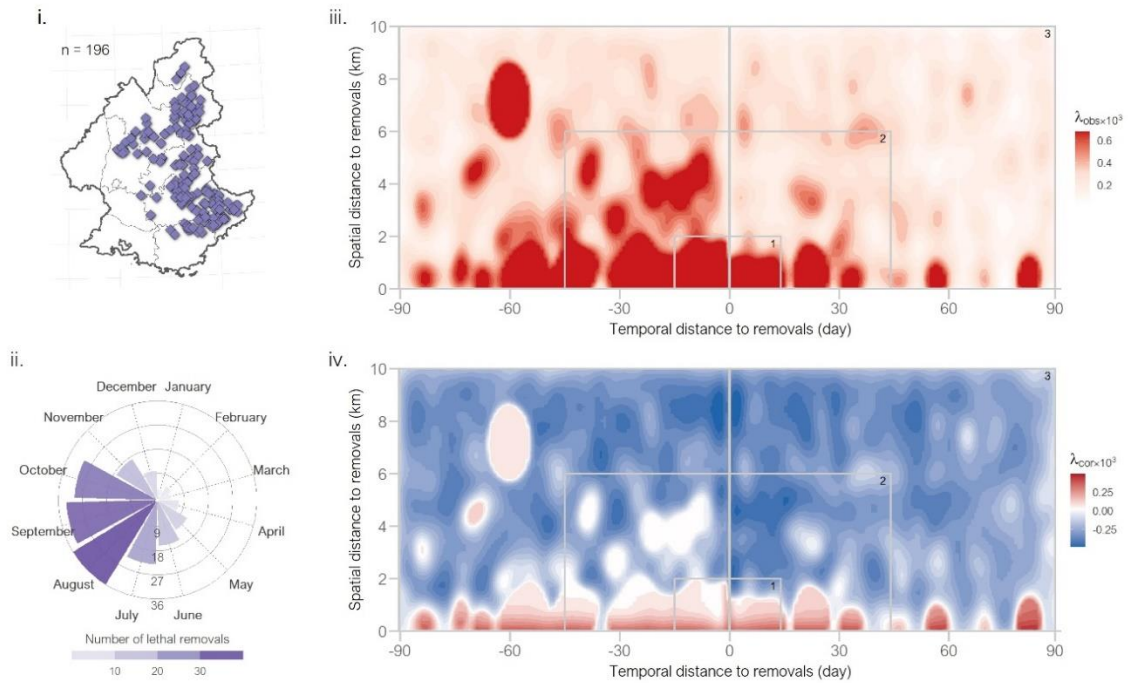 i.
n = 196
ii.
December January
November February
October March
September April
August May
July June
9
18
27
36
Number of lethal removals
10 20 30
iii.
Spatial distance to removals (km)
10
8
6
4
2
0
3
2
1
-90 -60 -30 0 30 60 90
Temporal distance to removals (day)
λobs×10³
0.6
0.4
0.2
iv.
Spatial distance to removals (km)
10
8
6
4
2
0
3
2
1
-90 -60 -30 0 30 60 90
Temporal distance to removals (day)
λcor×10³
0.25
0.00
-0.25